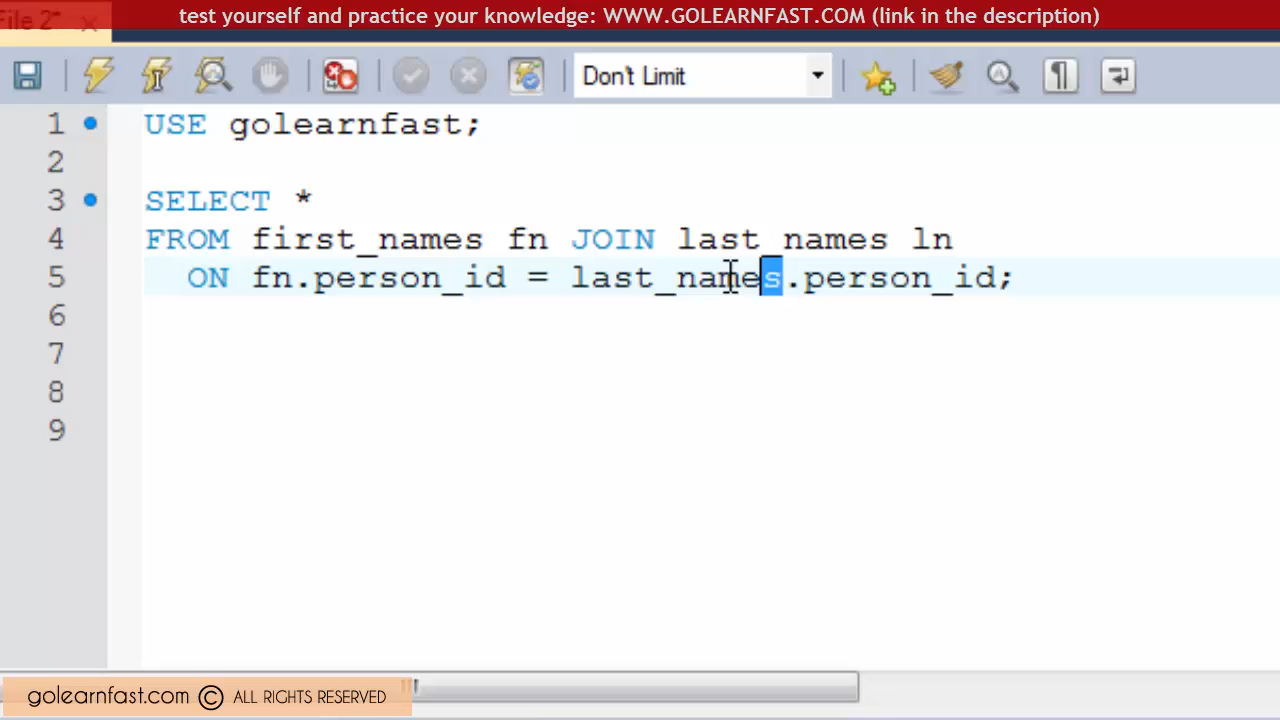 test yourself and practice your knowledge: WWW.GOLEARNFAST.COM (link in the description)
File 2*
Don't Limit
1 USE golearnfast;
2
3 SELECT *
4 FROM first_names fn JOIN last_names ln
5 ON fn.person_id = last_names.person_id;
6
7
8
9
golearnfast.com © ALL RIGHTS RESERVED